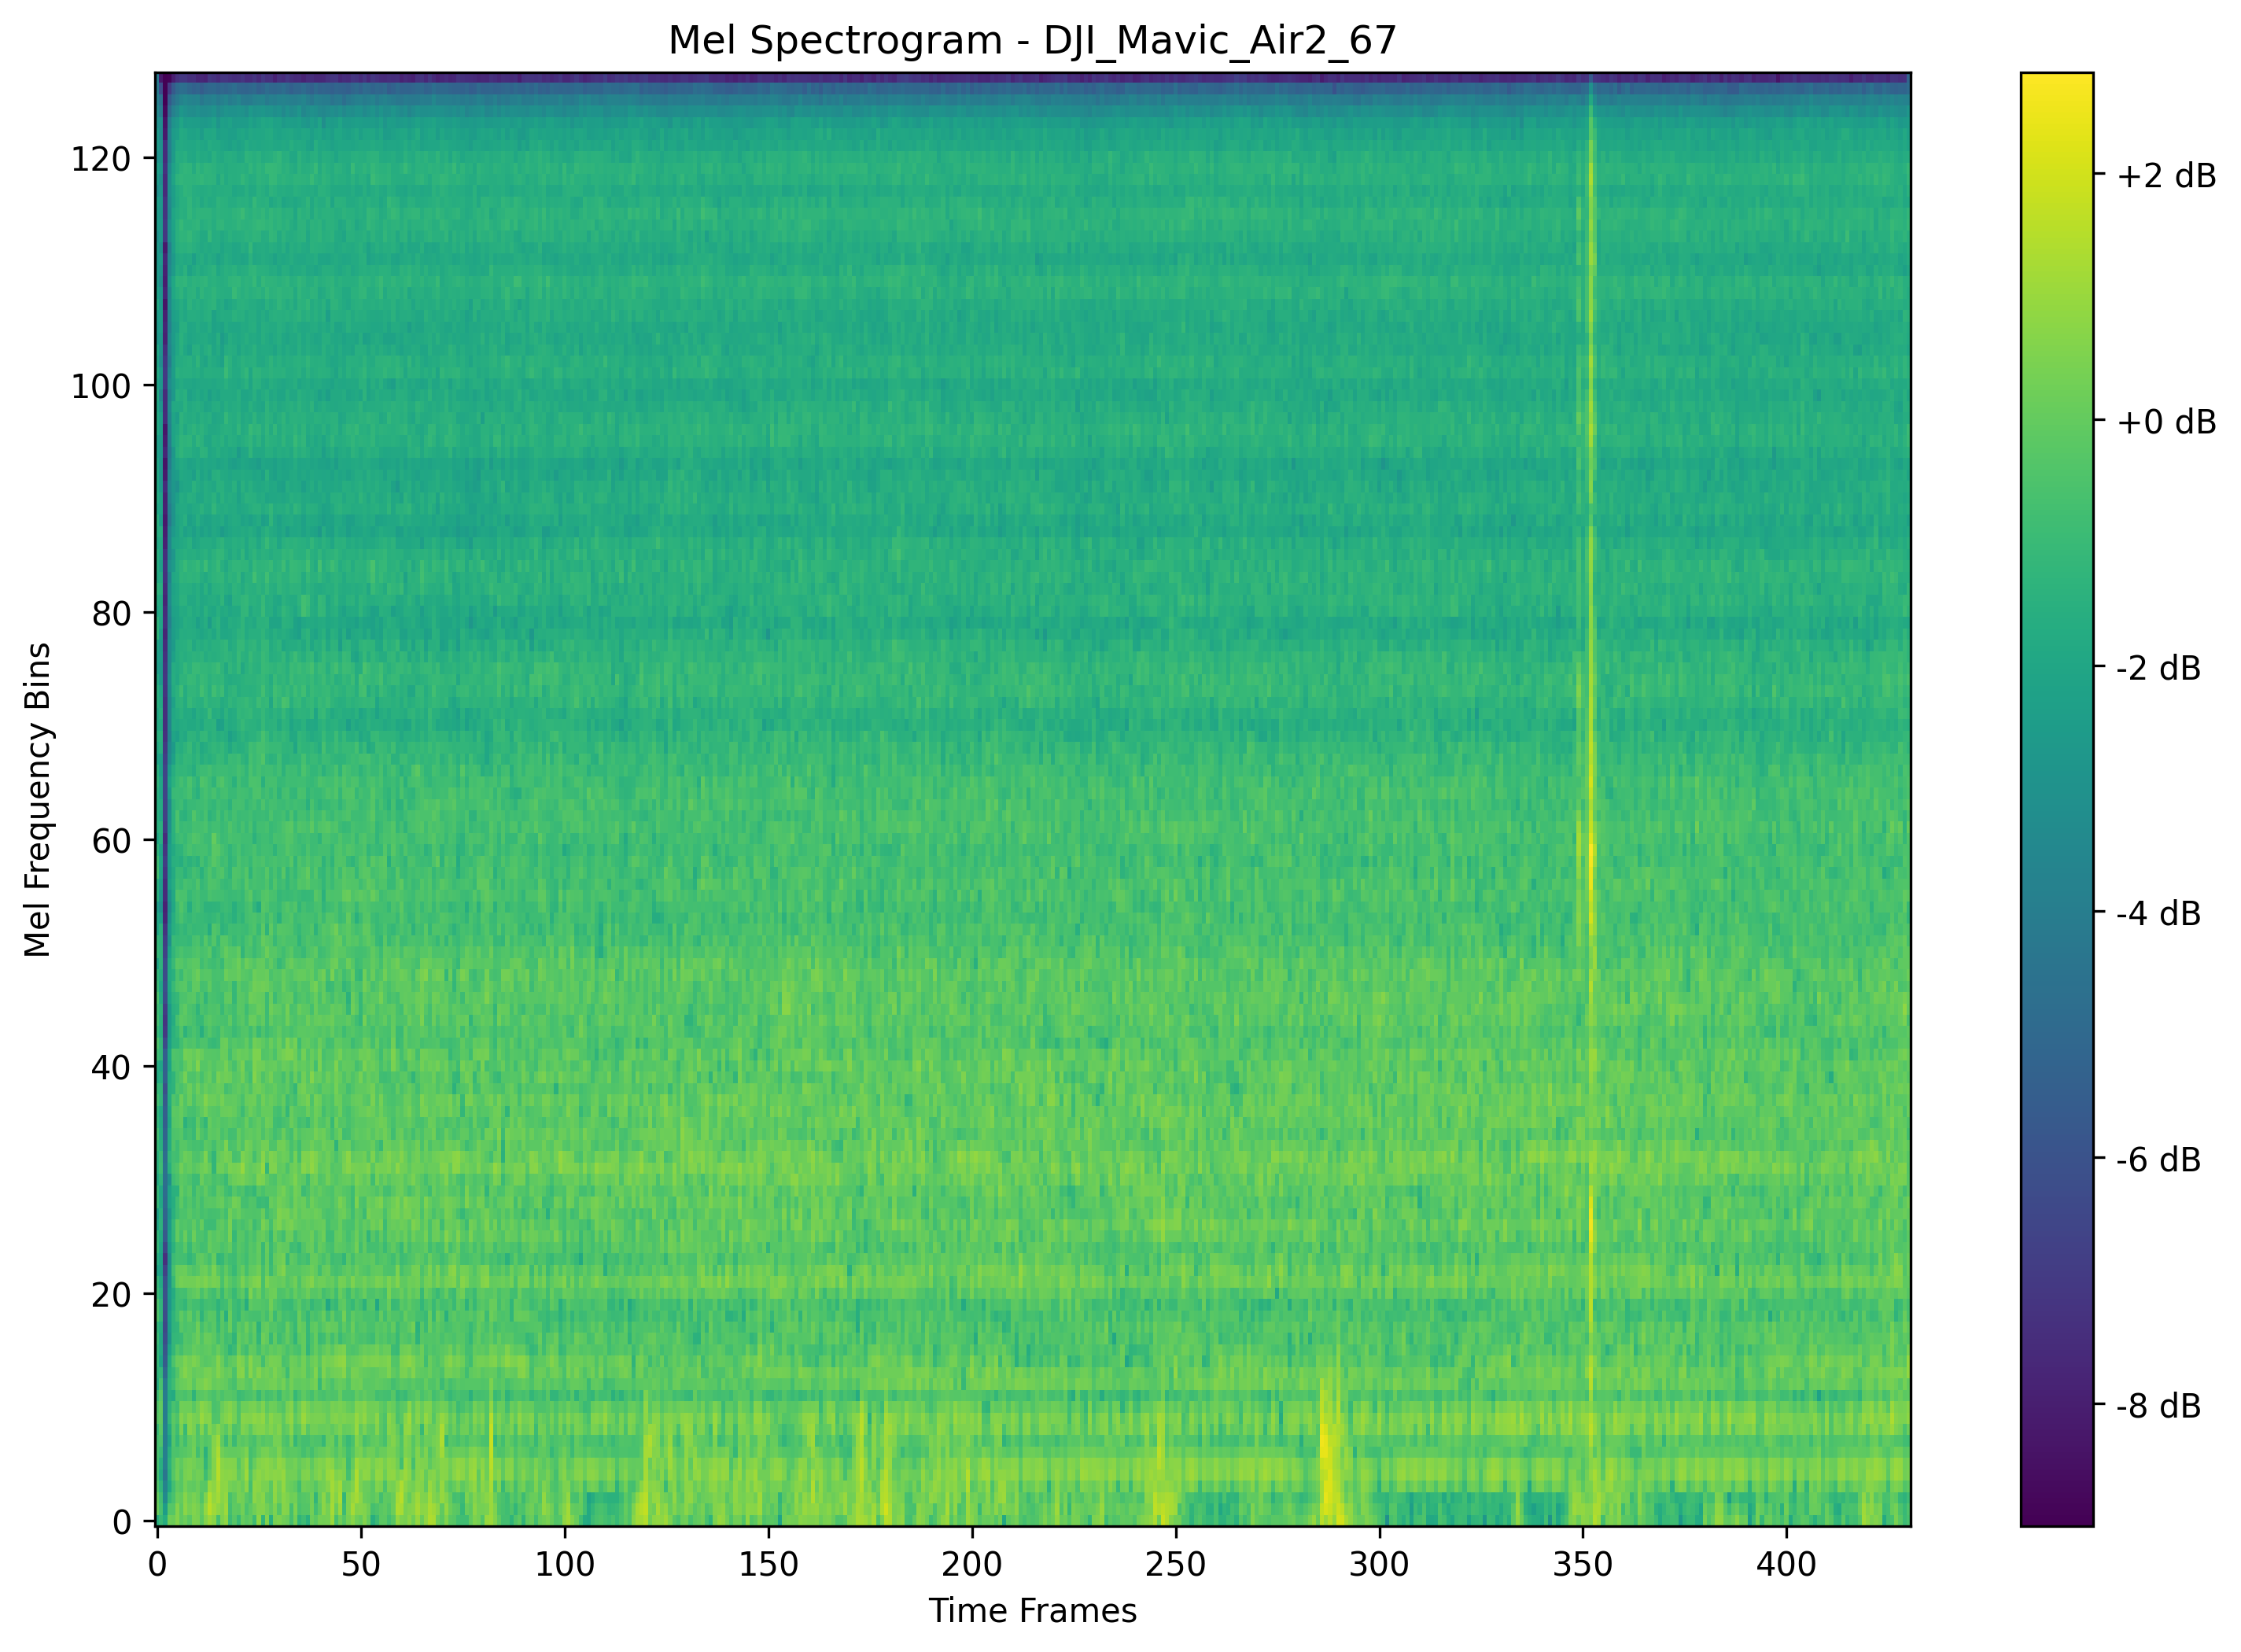 Mel Spectrogram - DJI_Mavic_Air2_67
Mel Frequency Bins
120
100
80
60
40
20
0
0 50 100 150 200 250 300 350 400
Time Frames
+2 dB
+0 dB
-2 dB
-4 dB
-6 dB
-8 dB